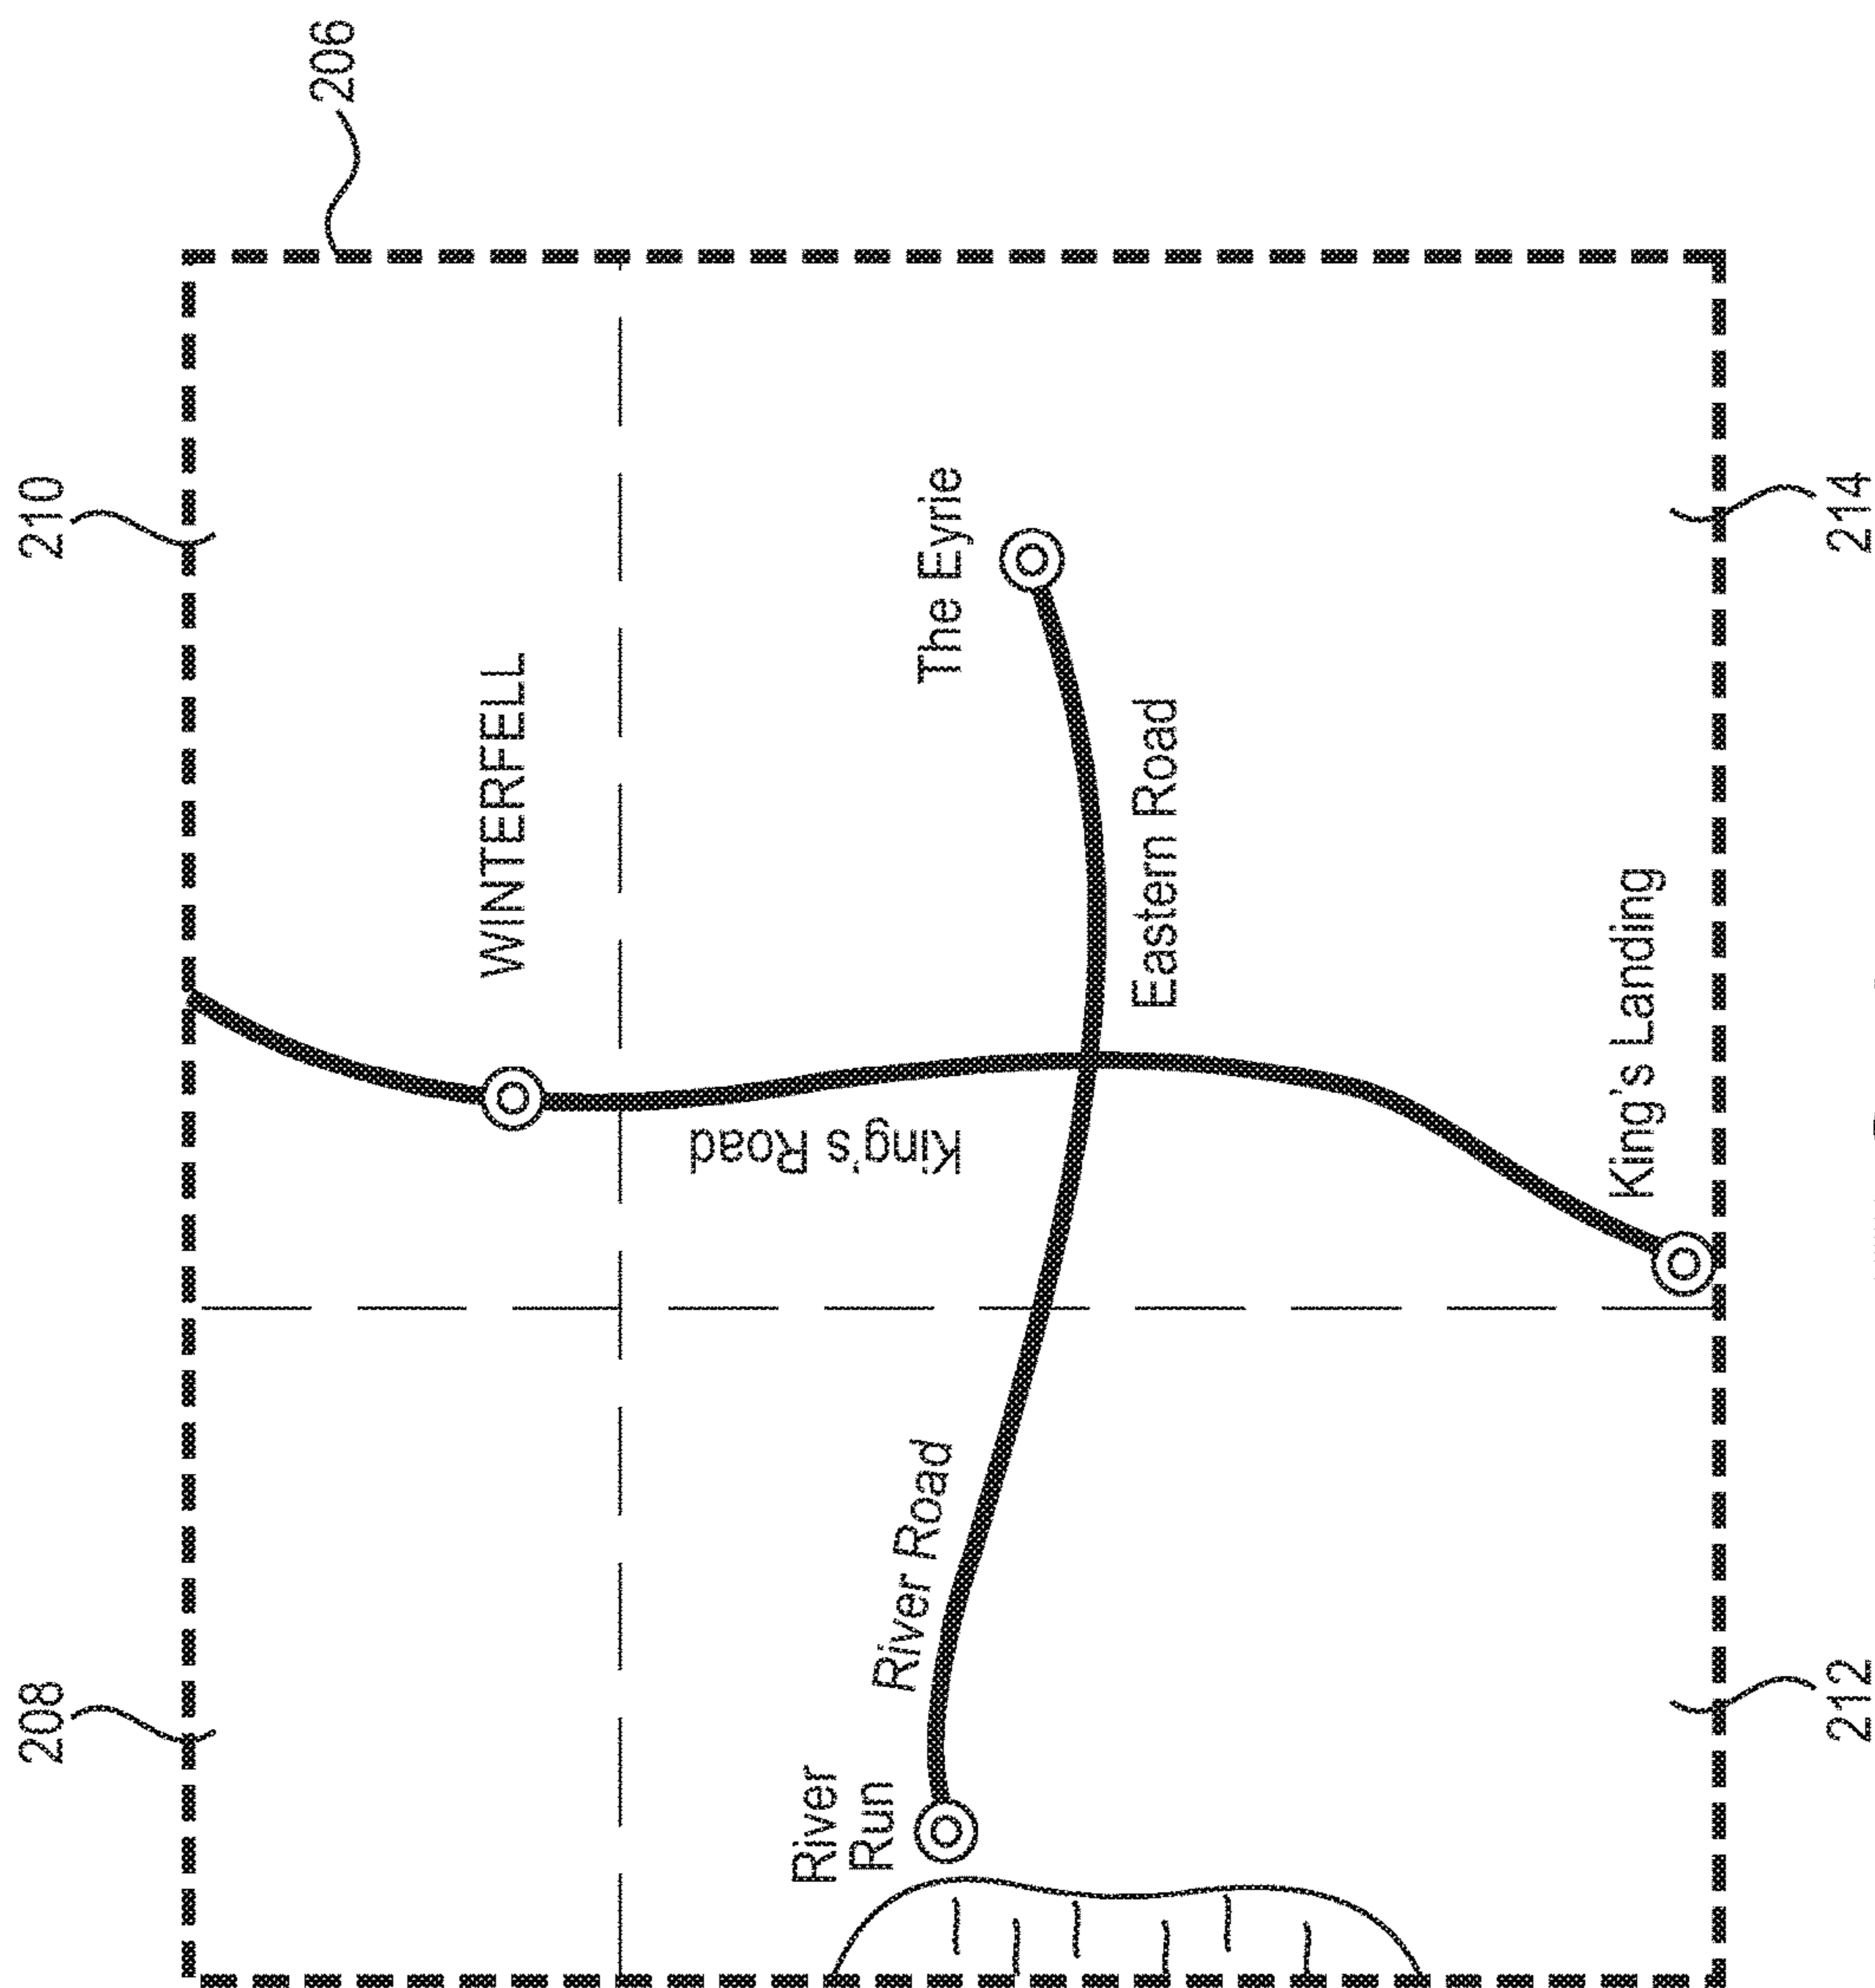 208
210
206
WINTERFELL
River
Run
River Road
King's Road
The Eyrie
Eastern Road
King's Landing
212
214